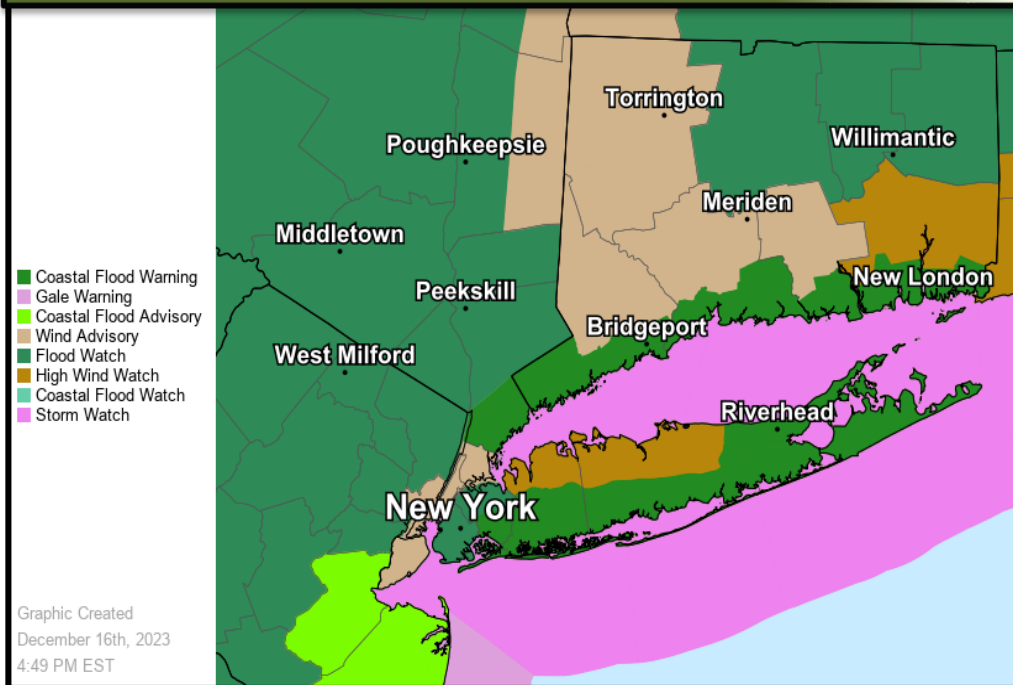 Torrington
Willimantic
Poughkeepsie
Meriden
Middletown
New London
Peekskill
Bridgeport
West Milford
Riverhead
New York
Coastal Flood Warning
Gale Warning
Coastal Flood Advisory
Wind Advisory
Flood Watch
High Wind Watch
Coastal Flood Watch
Storm Watch
Graphic Created
December 16th, 2023
4:49 PM EST